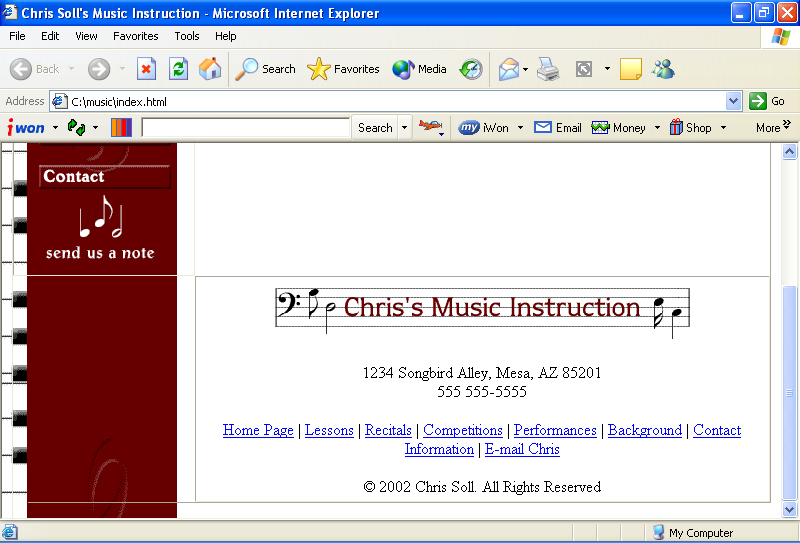 Chris Soll's Music Instruction - Microsoft Internet Explorer
File Edit View Favorites Tools Help
Back Search Favorites Media
Address C:\music\index.html Go
iwon Search my iWon Email Money Shop More
Contact
send us a note
Chris's Music Instruction
1234 Songbird Alley, Mesa, AZ 85201
555 555-5555
Home Page | Lessons | Recitals | Competitions | Performances | Background | Contact
Information | E-mail Chris
© 2002 Chris Soll. All Rights Reserved
My Computer